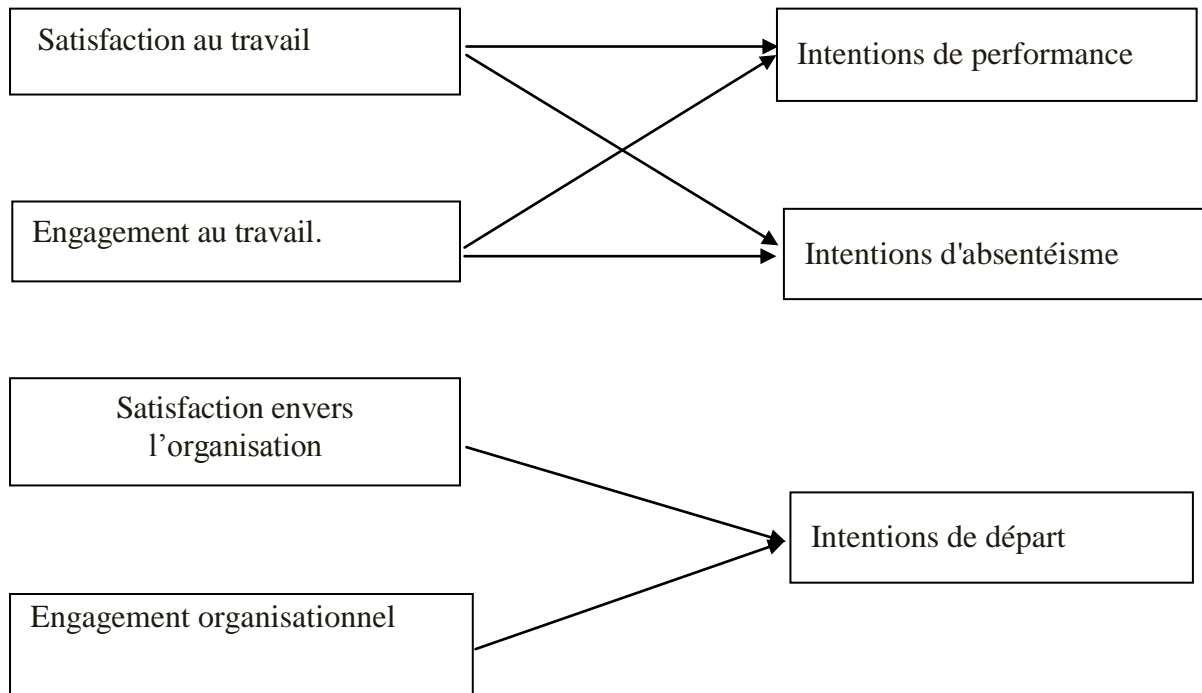 Satisfaction au travail
Intentions de performance
Engagement au travail.
Intentions d'absentéisme
Satisfaction envers
l’organisation
Intentions de départ
Engagement organisationnel